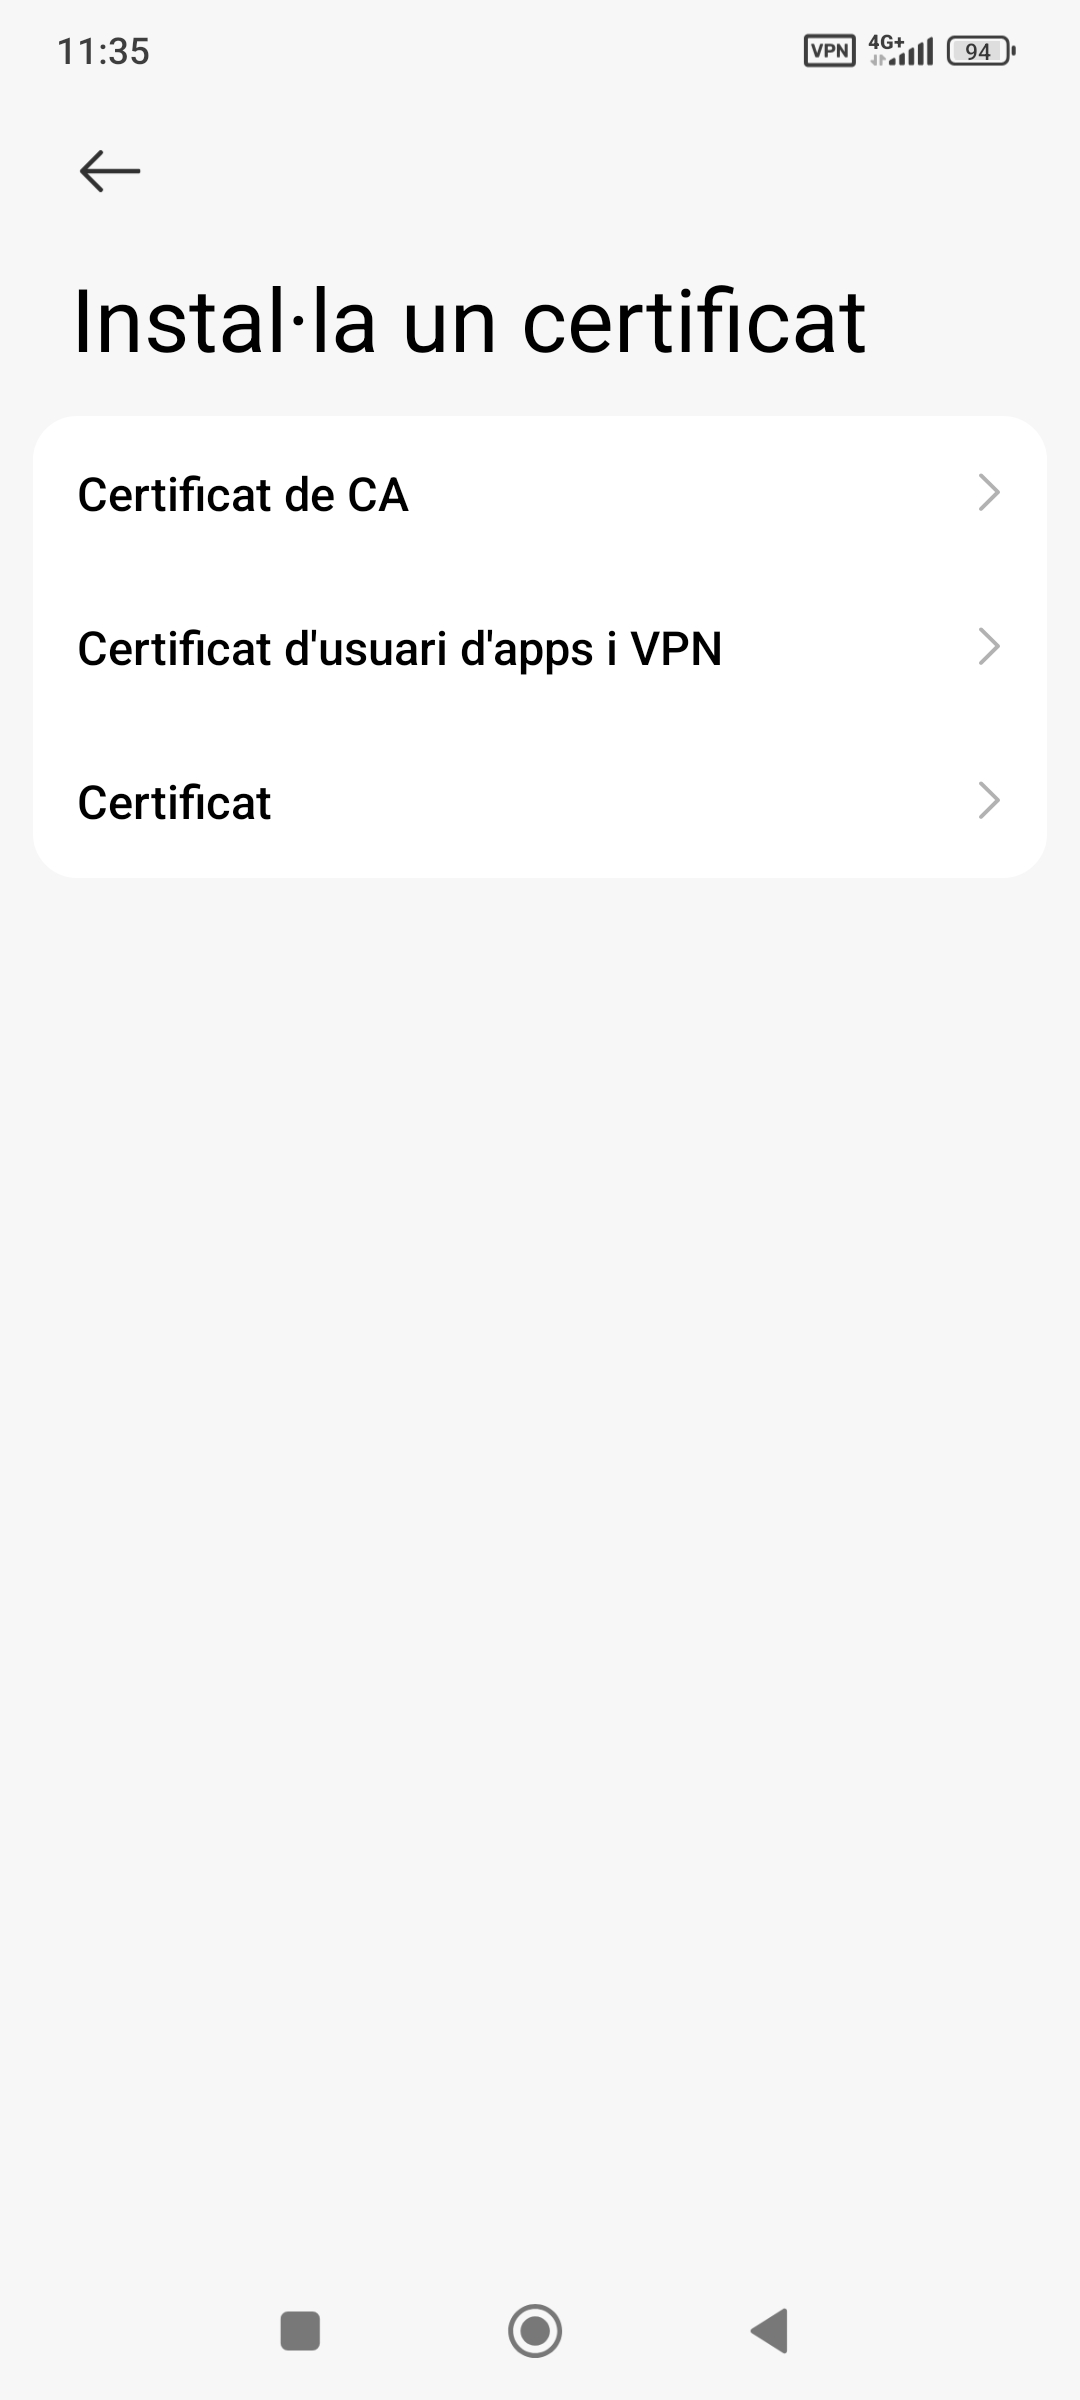 11:35
VPN 4G+ 94
Instal·la un certificat
Certificat de CA
Certificat d'usuari d'apps i VPN
Certificat